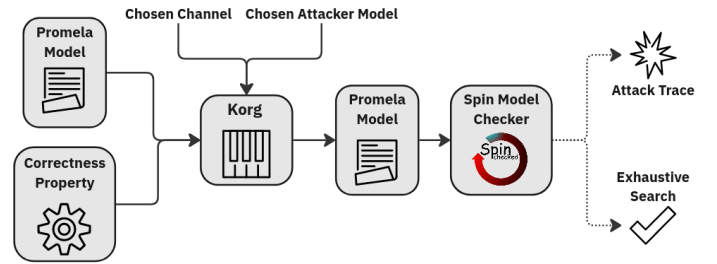 Chosen Channel
Chosen Attacker Model
Promela
Model
Korg
Promela
Model
Spin Model
Checker
Spin
checked
Correctness
Property
Attack Trace
Exhaustive
Search